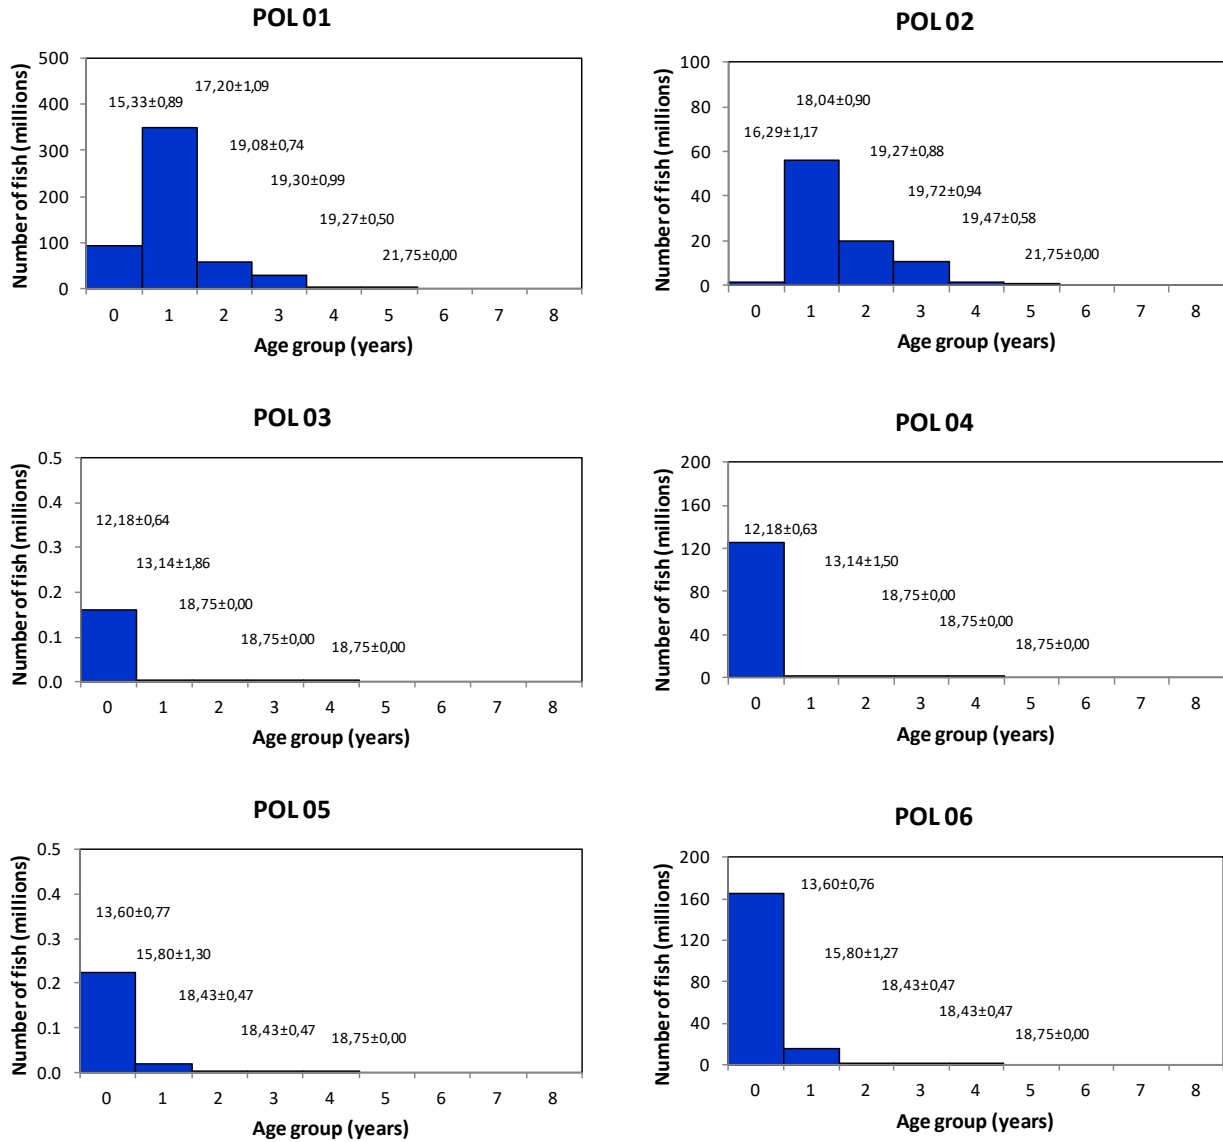 POL 01
Number of fish (millions)
500
400
300
200
100
0
15,33±0,89
17,20±1,09
19,08±0,74
19,30±0,99
19,27±0,50
21,75±0,00
0 1 2 3 4 5 6 7 8
Age group (years)
POL 02
Number of fish (millions)
100
80
60
40
20
0
16,29±1,17
18,04±0,90
19,27±0,88
19,72±0,94
19,47±0,58
21,75±0,00
0 1 2 3 4 5 6 7 8
Age group (years)
POL 03
Number of fish (millions)
0.5
0.4
0.3
0.2
0.1
0.0
12,18±0,64
13,14±1,86
18,75±0,00
18,75±0,00
18,75±0,00
0 1 2 3 4 5 6 7 8
Age group (years)
POL 04
Number of fish (millions)
200
160
120
80
40
0
12,18±0,63
13,14±1,50
18,75±0,00
18,75±0,00
18,75±0,00
0 1 2 3 4 5 6 7 8
Age group (years)
POL 05
Number of fish (millions)
0.5
0.4
0.3
0.2
0.1
0.0
13,60±0,77
15,80±1,30
18,43±0,47
18,43±0,47
18,75±0,00
0 1 2 3 4 5 6 7 8
Age group (years)
POL 06
Number of fish (millions)
200
160
120
80
40
0
13,60±0,76
15,80±1,27
18,43±0,47
18,43±0,47
18,75±0,00
0 1 2 3 4 5 6 7 8
Age group (years)